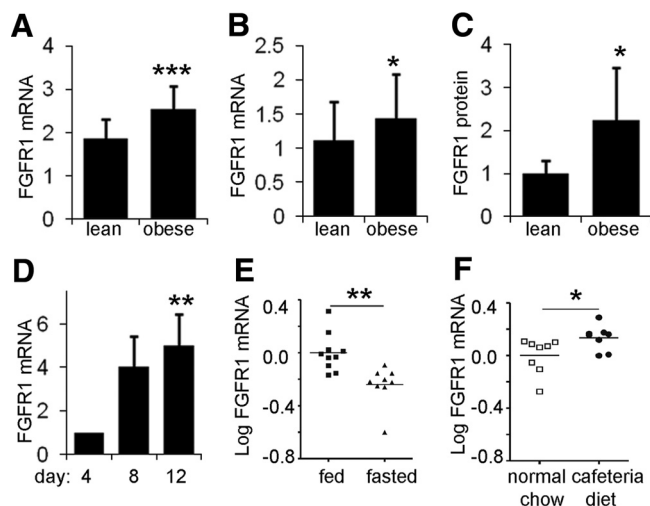 A
FGFR1 mRNA
4
3
2
1
0
***
lean obese
B
FGFR1 mRNA
2.5
2
1.5
1
0.5
0
*
lean obese
C
FGFR1 protein
4
3
2
1
0
*
lean obese
D
FGFR1 mRNA
6
4
2
0
**
day: 4 8 12
E
Log FGFR1 mRNA
0.4
0.0
-0.4
-0.8
**
fed fasted
F
Log FGFR1 mRNA
0.4
0.0
-0.4
-0.8
*
normal cafeteria
chow diet